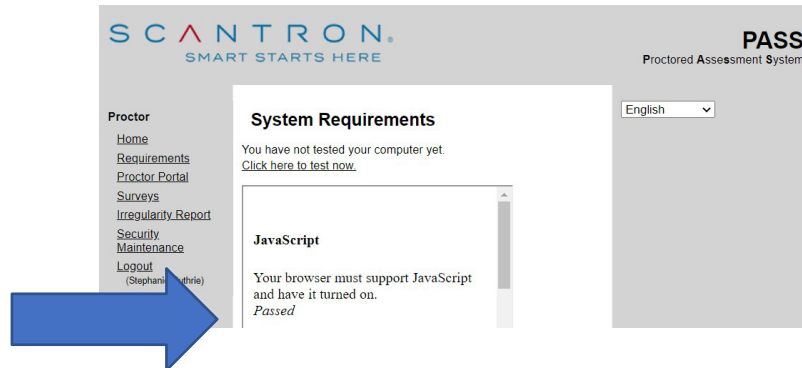 SCANTRON®
SMART STARTS HERE
PASS
Proctored Assessment System
Proctor
Home
Requirements
Proctor Portal
Surveys
Irregularity Report
Security
Maintenance
Logout
System Requirements
You have not tested your computer yet.
Click here to test now.
JavaScript
Your browser must support JavaScript
and have it turned on.
Passed
English